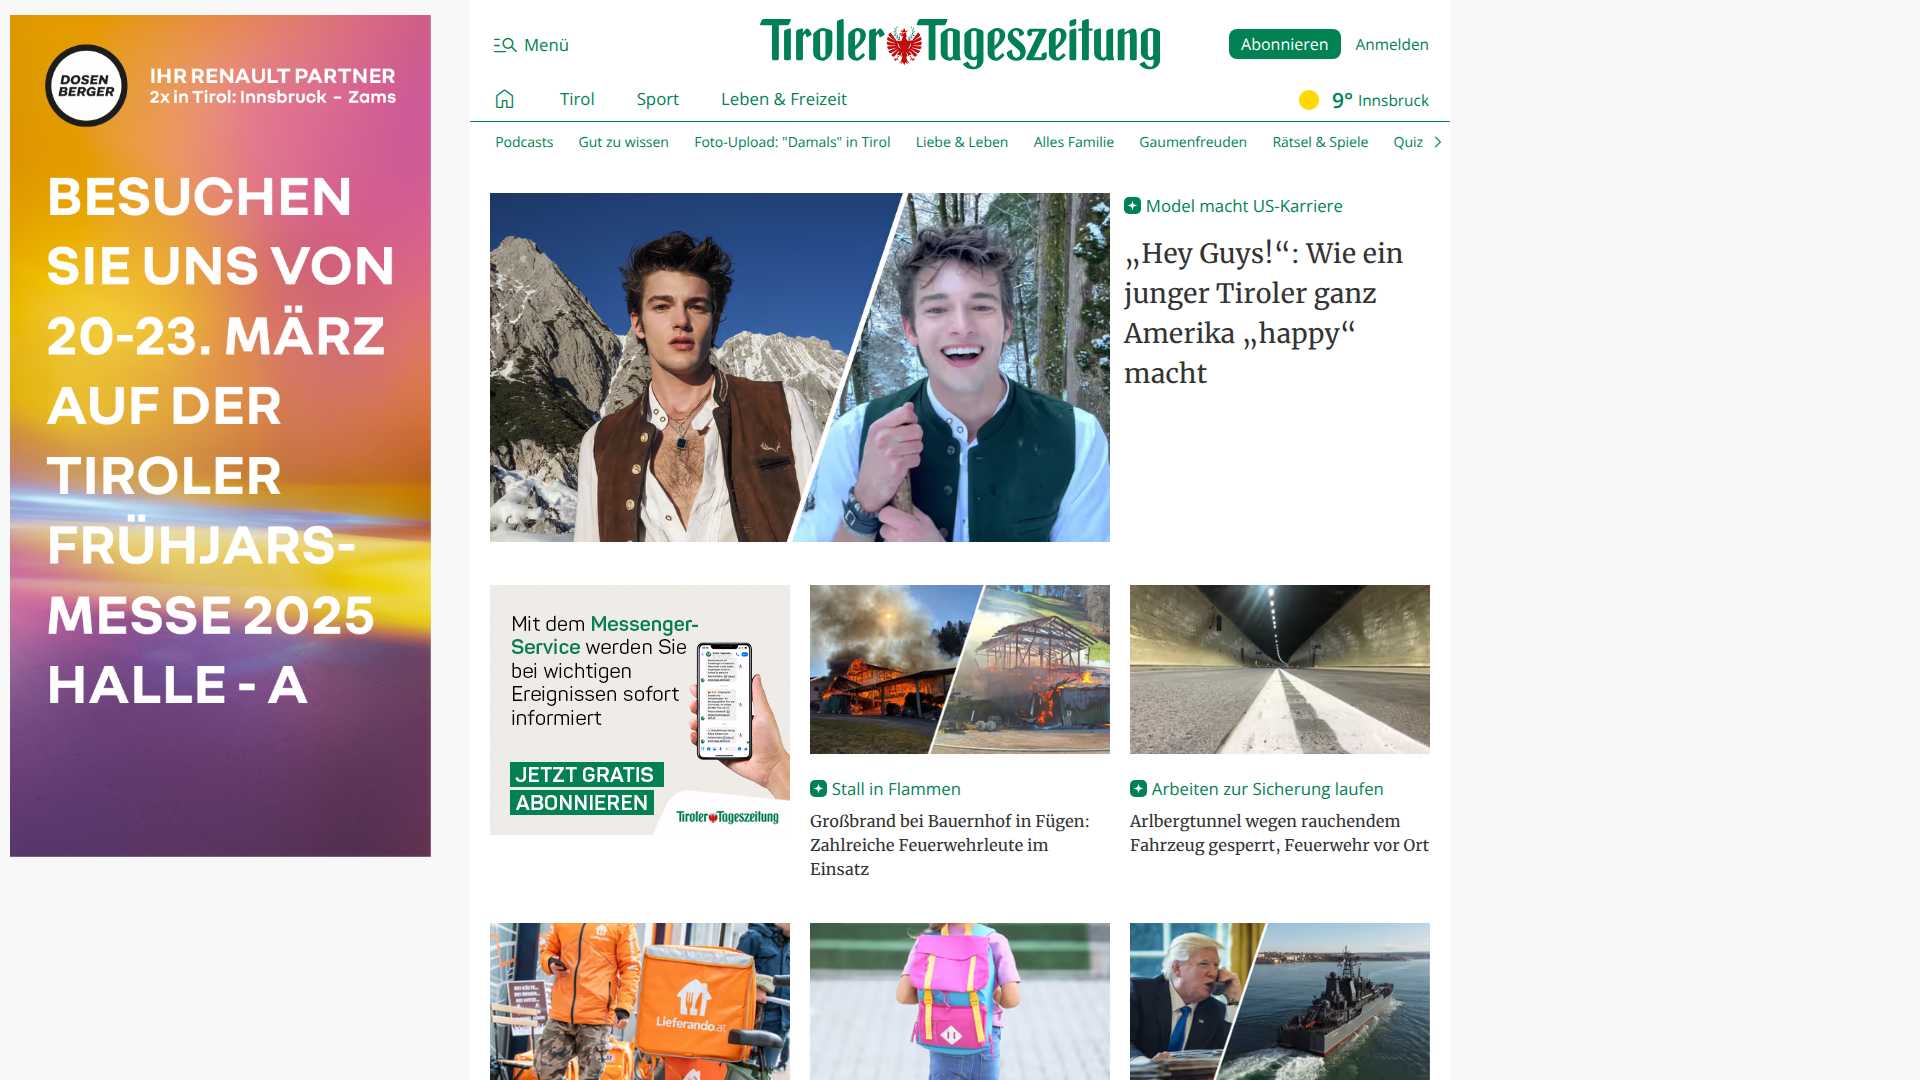 DOSEN
BERGER
IHR RENAULT PARTNER
2x in Tirol: Innsbruck - Zams
BESUCHEN
SIE UNS VON
20-23. MÄRZ
AUF DER
TIROLER
FRÜHJARS-
MESSE 2025
HALLE - A
Menü
Tiroler Tageszeitung
Abonnieren
Anmelden
Tirol
Sport
Leben & Freizeit
9° Innsbruck
Podcasts
Gut zu wissen
Foto-Upload: "Damals" in Tirol
Liebe & Leben
Alles Familie
Gaumenfreuden
Rätsel & Spiele
Quiz
Model macht US-Karriere
„Hey Guys!“: Wie ein
junger Tiroler ganz
Amerika „happy“
macht
Mit dem Messenger-
Service werden Sie
bei wichtigen
Ereignissen sofort
informiert
JETZT GRATIS
ABONNIEREN
Tiroler Tageszeitung
Stall in Flammen
Großbrand bei Bauernhof in Fügen:
Zahlreiche Feuerwehrleute im
Einsatz
Arbeiten zur Sicherung laufen
Arlbergtunnel wegen rauchendem
Fahrzeug gesperrt, Feuerwehr vor Ort
Lieferando.at